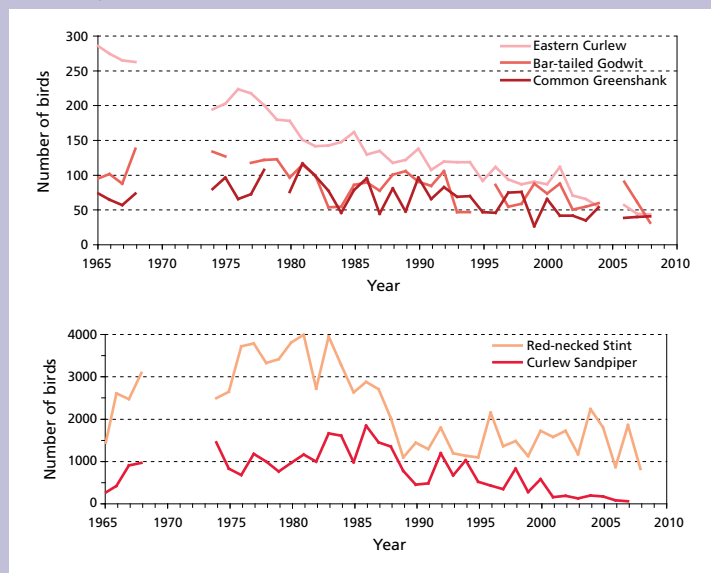 300
250
200
150
100
50
0
Number of birds
Eastern Curlew
Bar-tailed Godwit
Common Greenshank
1965 1970 1975 1980 1985 1990 1995 2000 2005 2010
Year
4000
3000
2000
1000
0
Number of birds
Red-necked Stint
Curlew Sandpiper
1965 1970 1975 1980 1985 1990 1995 2000 2005 2010
Year